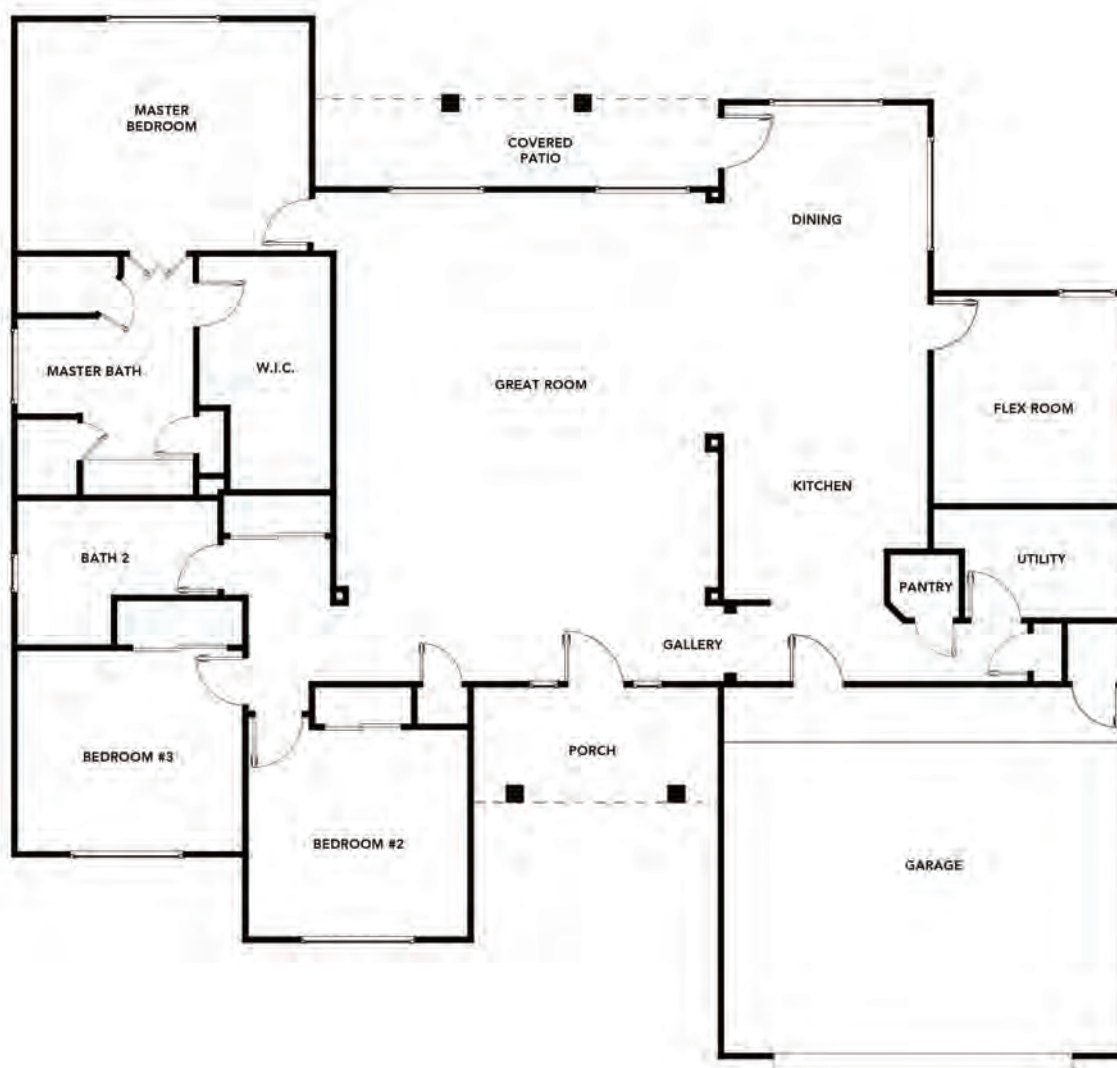 MASTER
BEDROOM
COVERED
PATIO
DINING
MASTER BATH
W.I.C.
GREAT ROOM
FLEX ROOM
KITCHEN
BATH 2
UTILITY
PANTRY
GALLERY
BEDROOM #3
PORCH
BEDROOM #2
GARAGE